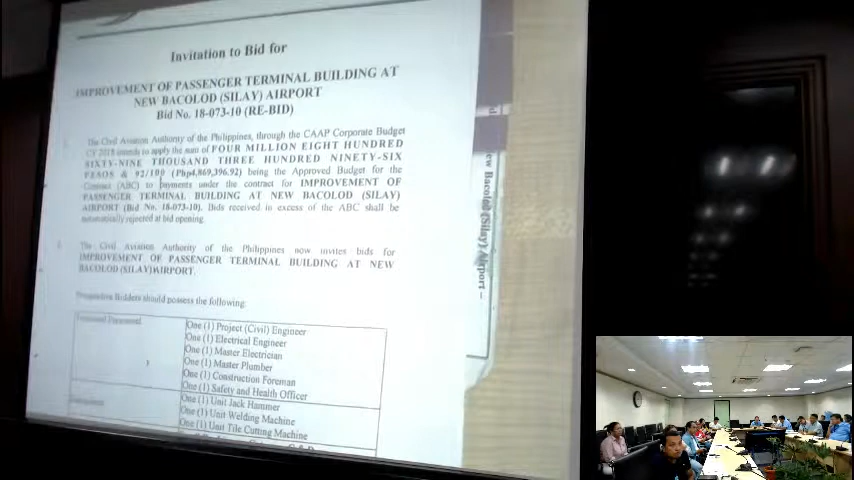 Invitation to Bid for
IMPROVEMENT OF PASSENGER TERMINAL BUILDING AT
NEW BACOLOD (SILAY) AIRPORT
Bid No. 18-073-10 (RE-BID)
The Civil Aviation Authority of the Philippines, through the CAAP Corporate Budget
CY 2018 intends to apply the sum of FOUR MILLION EIGHT HUNDRED
SIXTY-NINE THOUSAND THREE HUNDRED NINETY-SIX
PESOS & 92/100 (Php4,869,396.92) being the Approved Budget for the
Contract (ABC) to payments under the contract for IMPROVEMENT OF
PASSENGER TERMINAL BUILDING AT NEW BACOLOD (SILAY)
AIRPORT (Bid No. 18-073-10). Bids received in excess of the ABC shall be
automatically rejected at bid opening.
The Civil Aviation Authority of the Philippines now invites bids for
IMPROVEMENT OF PASSENGER TERMINAL BUILDING AT NEW
BACOLOD (SILAY) AIRPORT.
Prospective Bidders should possess the following:
Technical Personnel
One (1) Project (Civil) Engineer
One (1) Electrical Engineer
One (1) Master Electrician
One (1) Master Plumber
One (1) Construction Foreman
One (1) Safety and Health Officer
One (1) Unit Jack Hammer
One (1) Unit Welding Machine
One (1) Unit Tile Cutting Machine
ew Bacolod (Silay) Airport –